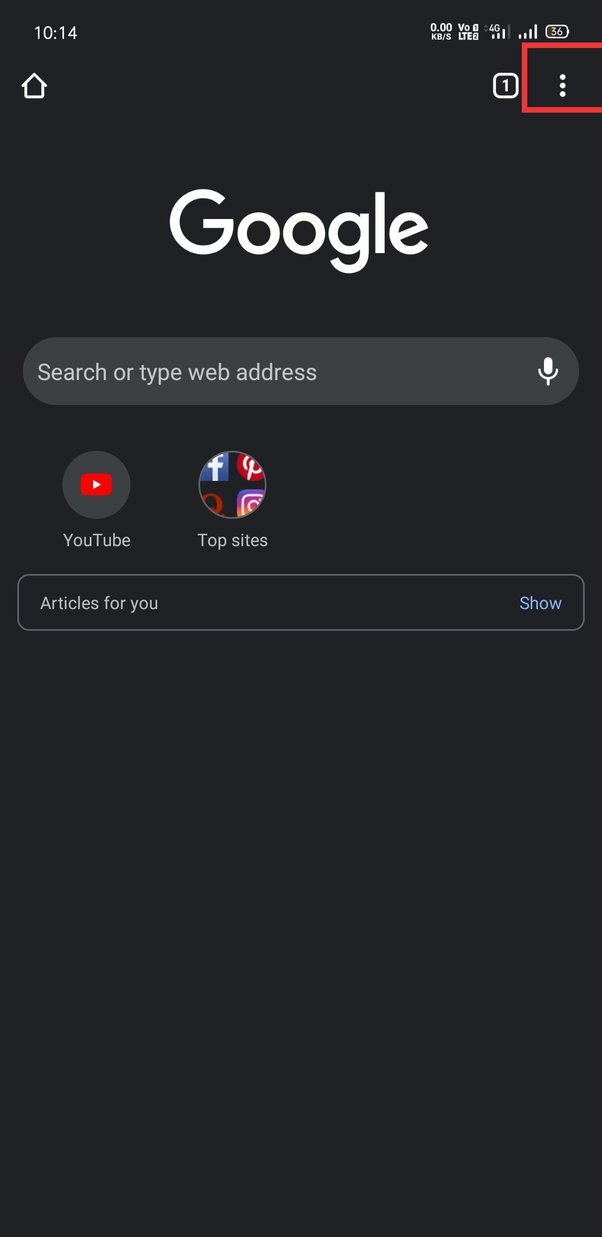 10:14
0.00
KB/S
Vo
LTE2
4G
36
1
Google
Search or type web address
YouTube
Top sites
Articles for you
Show